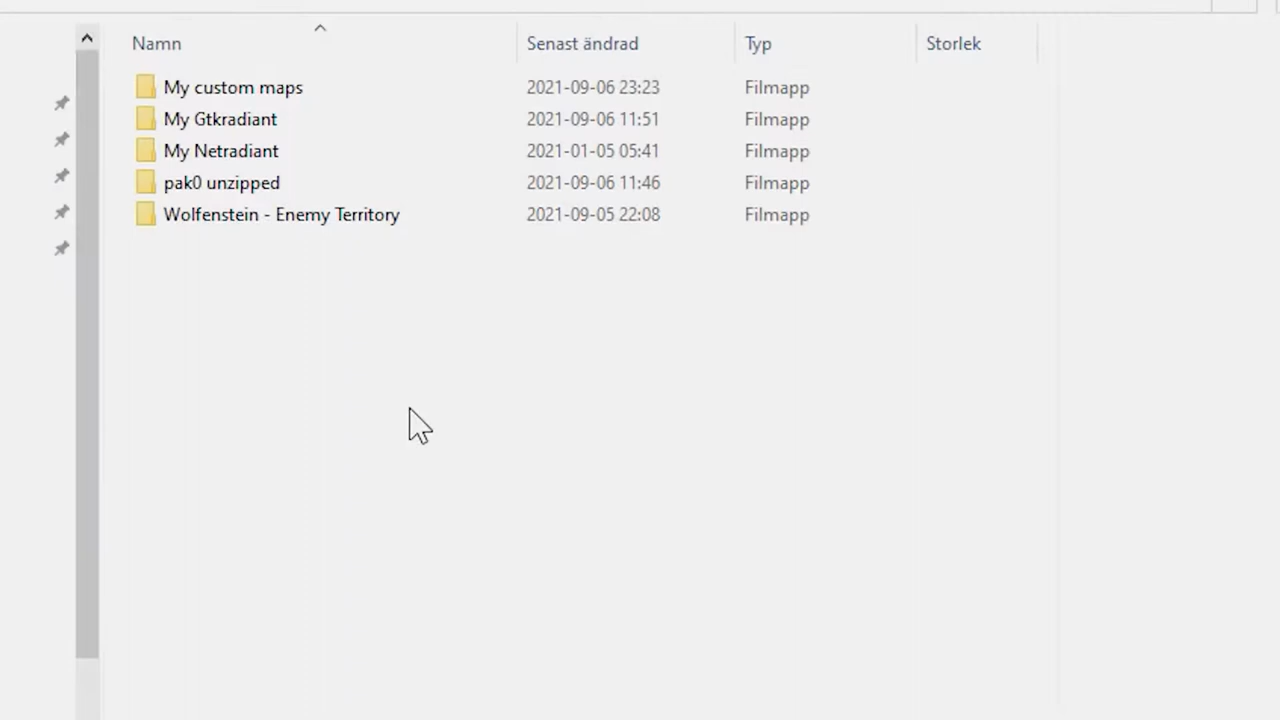 Namn Senast ändrad Typ Storlek
My custom maps 2021-09-06 23:23 Filmapp
My Gtkradiant 2021-09-06 11:51 Filmapp
My Netradiant 2021-01-05 05:41 Filmapp
pak0 unzipped 2021-09-06 11:46 Filmapp
Wolfenstein - Enemy Territory 2021-09-05 22:08 Filmapp